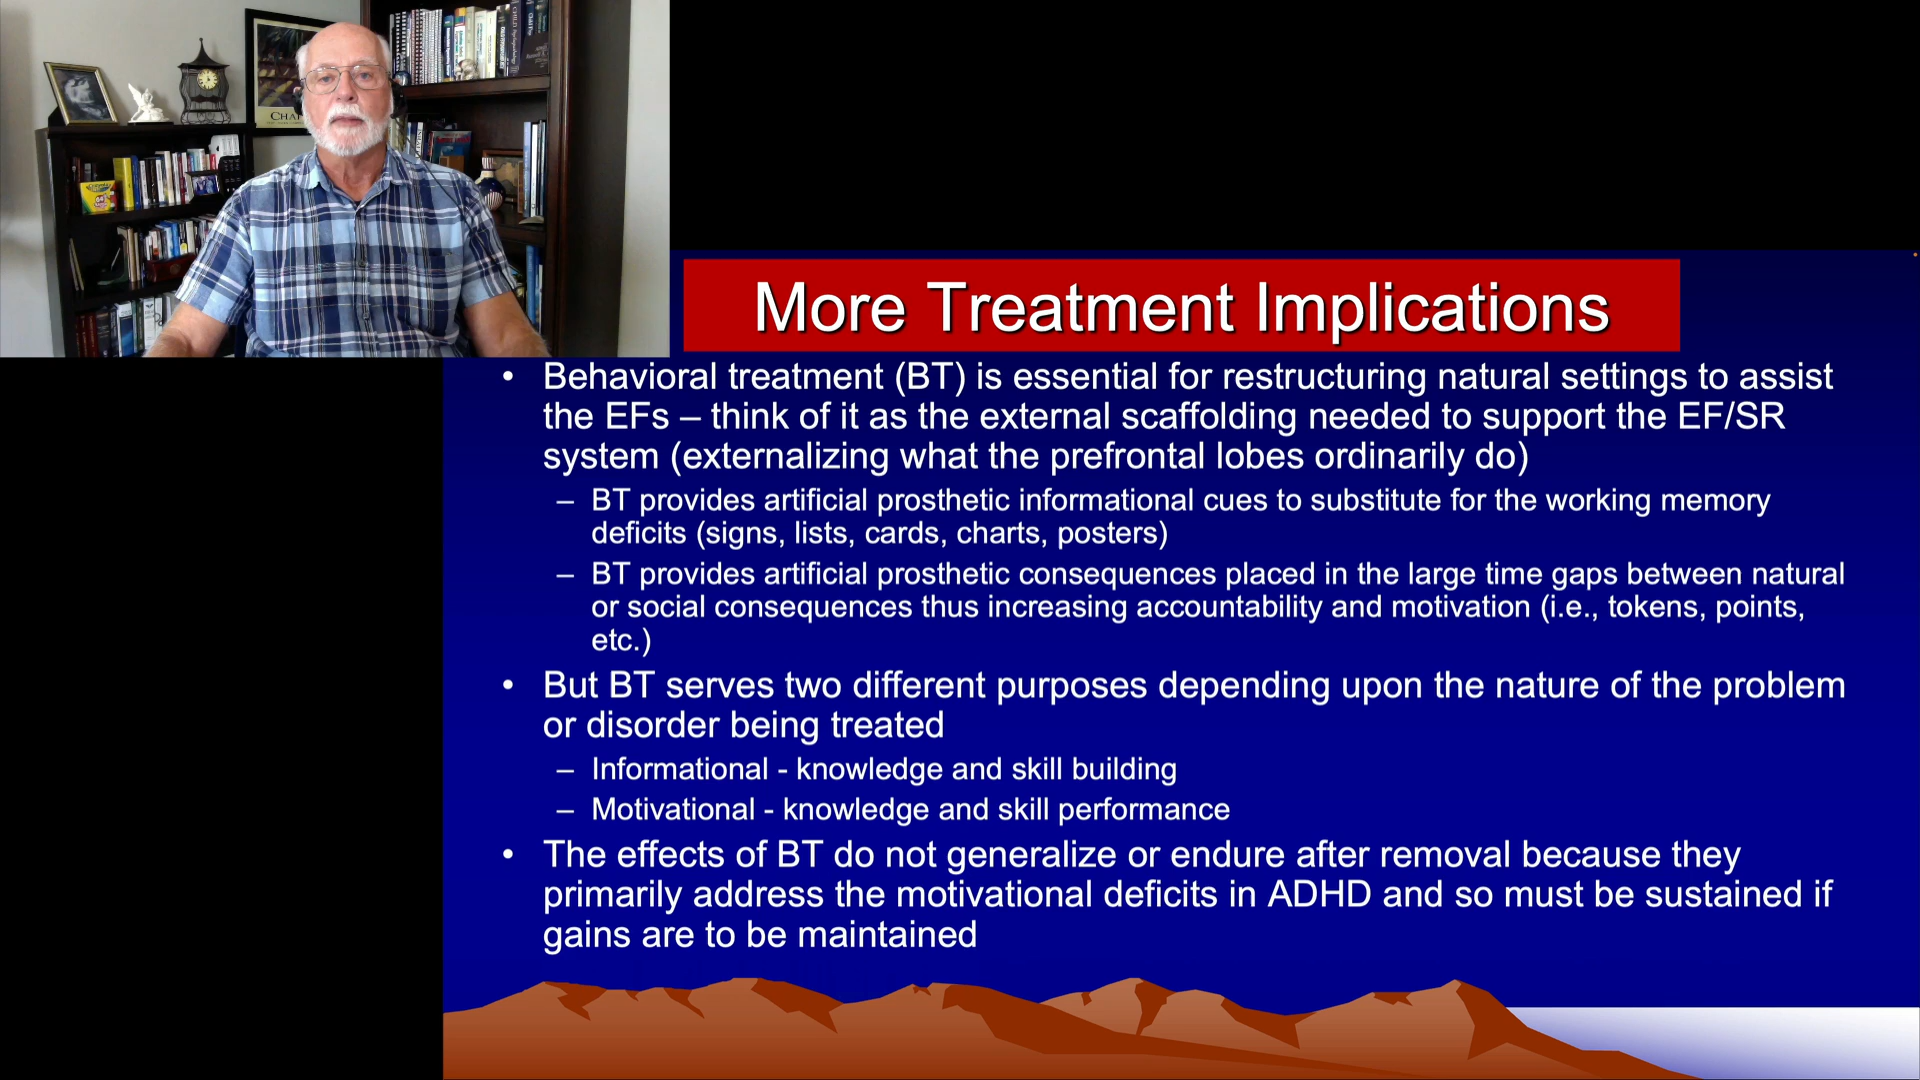 More Treatment Implications
• Behavioral treatment (BT) is essential for restructuring natural settings to assist
the EFs – think of it as the external scaffolding needed to support the EF/SR
system (externalizing what the prefrontal lobes ordinarily do)
– BT provides artificial prosthetic informational cues to substitute for the working memory
deficits (signs, lists, cards, charts, posters)
– BT provides artificial prosthetic consequences placed in the large time gaps between natural
or social consequences thus increasing accountability and motivation (i.e., tokens, points,
etc.)
• But BT serves two different purposes depending upon the nature of the problem
or disorder being treated
– Informational - knowledge and skill building
– Motivational - knowledge and skill performance
• The effects of BT do not generalize or endure after removal because they
primarily address the motivational deficits in ADHD and so must be sustained if
gains are to be maintained